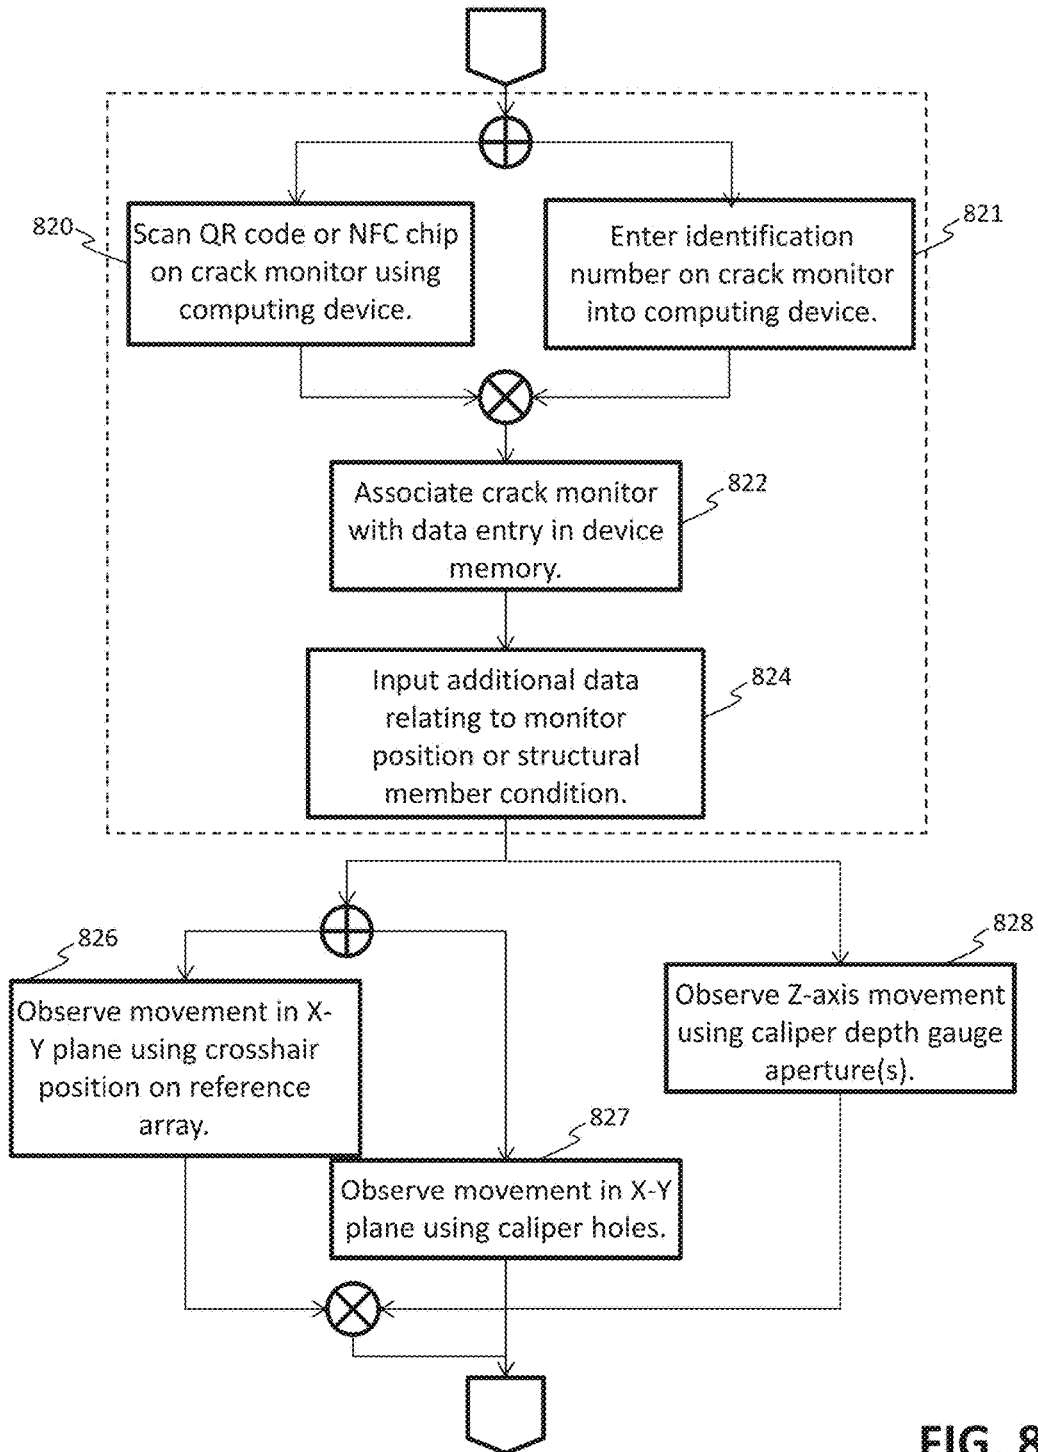 820
Scan QR code or NFC chip
on crack monitor using
computing device.
821
Enter identification
number on crack monitor
into computing device.
822
Associate crack monitor
with data entry in device
memory.
824
Input additional data
relating to monitor
position or structural
member condition.
826
Observe movement in X-
Y plane using crosshair
position on reference
array.
828
Observe Z-axis movement
using caliper depth gauge
aperture(s).
827
Observe movement in X-Y
plane using caliper holes.
FIG. 8